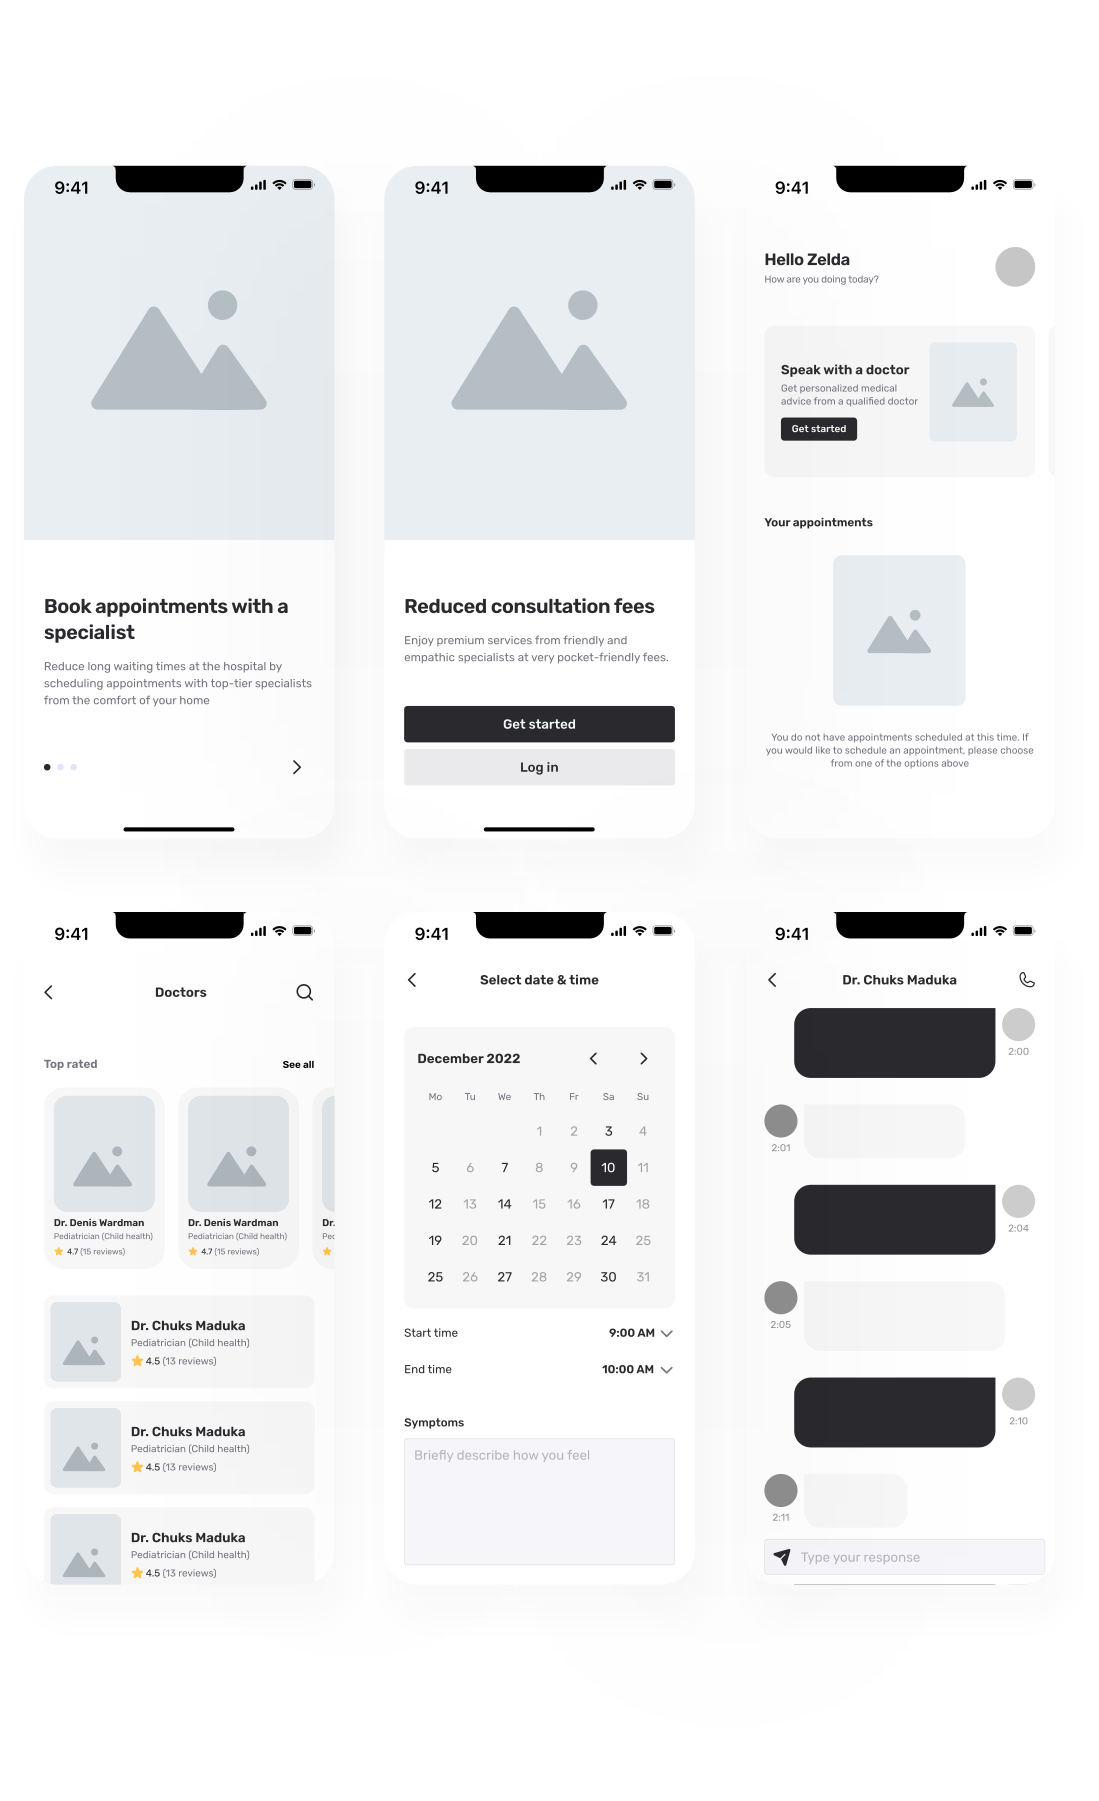 9:41
Book appointments with a
specialist
Reduce long waiting times at the hospital by
scheduling appointments with top-tier specialists
from the comfort of your home
9:41
Reduced consultation fees
Enjoy premium services from friendly and
empathic specialists at very pocket-friendly fees.
Get started
Log in
9:41
Hello Zelda
How are you doing today?
Speak with a doctor
Get personalized medical
advice from a qualified doctor
Get started
Your appointments
You do not have appointments scheduled at this time. If
you would like to schedule an appointment, please choose
from one of the options above
9:41
Doctors
Top rated See all
Dr. Denis Wardman
Pediatrician (Child health)
4.7 (15 reviews)
Dr. Denis Wardman
Pediatrician (Child health)
4.7 (15 reviews)
Dr.
Pec
Dr. Chuks Maduka
Pediatrician (Child health)
4.5 (13 reviews)
Dr. Chuks Maduka
Pediatrician (Child health)
4.5 (13 reviews)
Dr. Chuks Maduka
Pediatrician (Child health)
4.5 (13 reviews)
9:41
Select date & time
December 2022
Mo Tu We Th Fr Sa Su
1 2 3 4
5 6 7 8 9 10 11
12 13 14 15 16 17 18
19 20 21 22 23 24 25
25 26 27 28 29 30 31
Start time 9:00 AM
End time 10:00 AM
Symptoms
Briefly describe how you feel
9:41
Dr. Chuks Maduka
2:00
2:01
2:04
2:05
2:10
2:11
Type your response